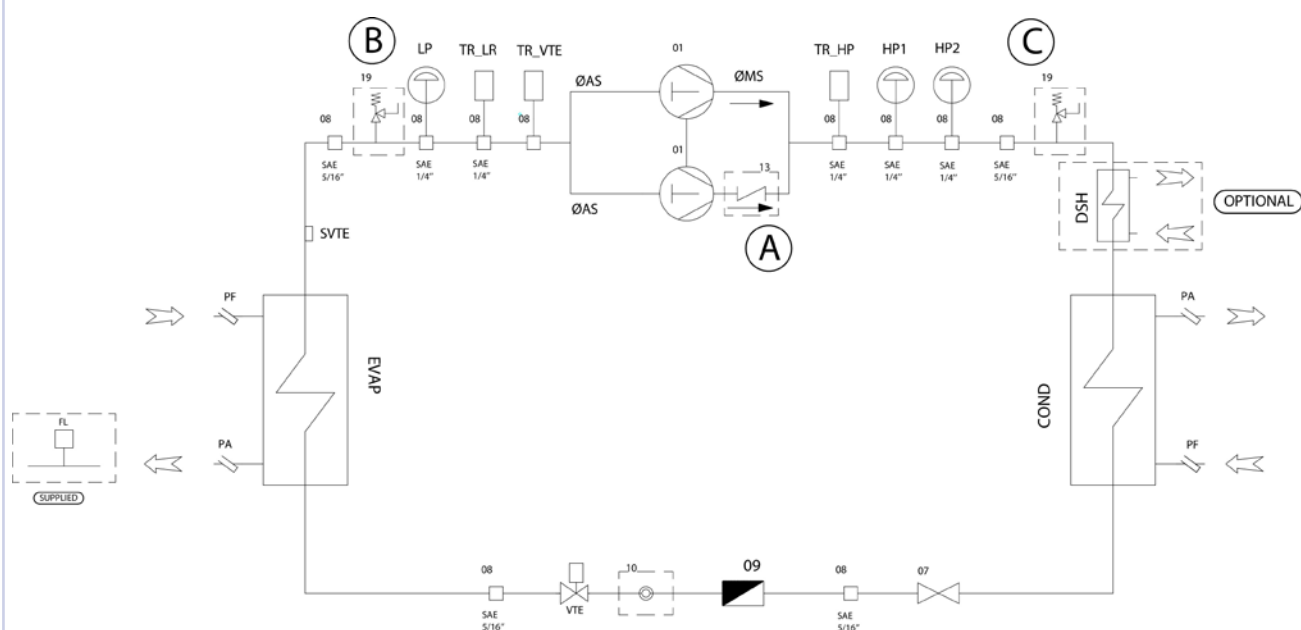 B
LP
TR_LR
TR_VTE
01
TR_HP
HP1
HP2
C
19
ØAS
ØMS
19
08
08
08
08
08
08
08
08
SAE
5/16"
SAE
1/4"
SAE
1/4"
01
13
SAE
1/4"
SAE
1/4"
SAE
1/4"
SAE
5/16"
ØAS
A
DSH
OPTIONAL
SVTE
PF
PA
EVAP
COND
FL
PA
PF
SUPPLIED
08
10
09
08
07
VTE
SAE
5/16"
SAE
5/16"